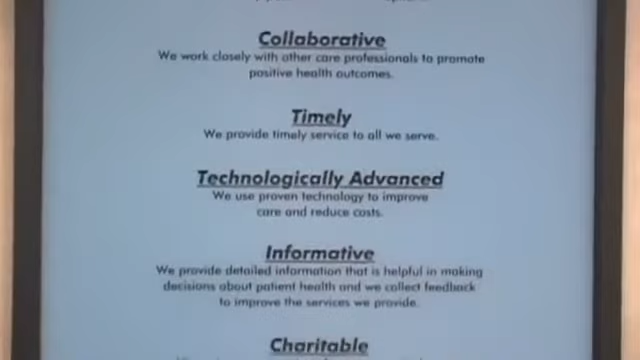 Collaborative
We work closely with other care professionals to promote
positive health outcomes.
Timely
We provide timely service to all we serve.
Technologically Advanced
We use proven technology to improve
care and reduce costs.
Informative
We provide detailed information that is helpful in making
decisions about patient health and we collect feedback
to improve the services we provide.
Charitable